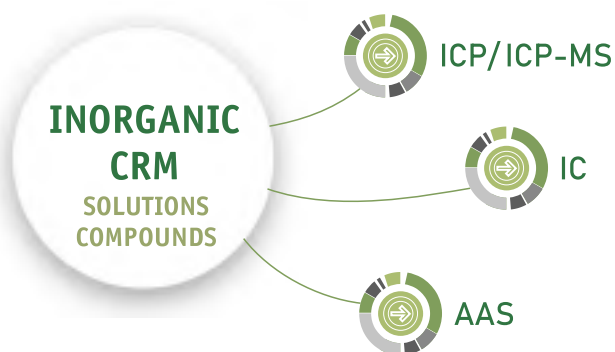 INORGANIC
CRM
SOLUTIONS
COMPOUNDS
ICP/ICP-MS
IC
AAS